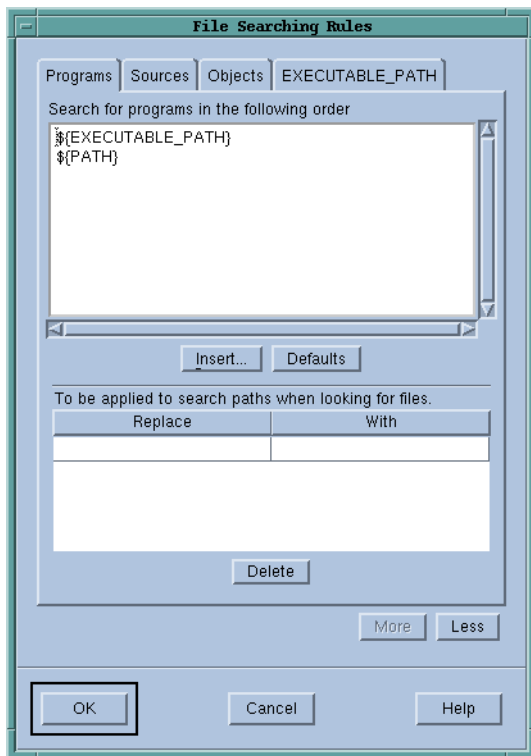 File Searching Rules
Programs Sources Objects EXECUTABLE_PATH
Search for programs in the following order
${EXECUTABLE_PATH}
${PATH}
Insert... Defaults
To be applied to search paths when looking for files.
Replace With
Delete
More Less
OK Cancel Help